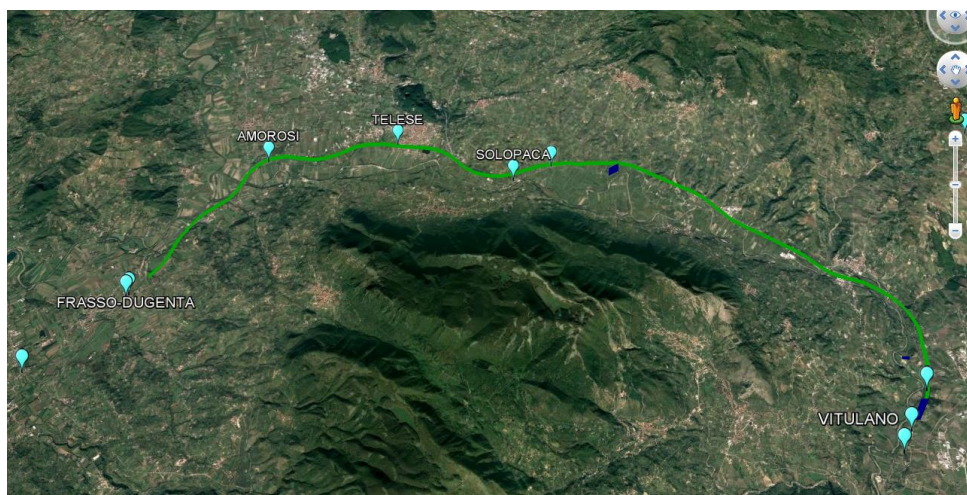 AMOROSI
TELESE
SOLOPACA
FRASSO-DUGENTA
VITULANO